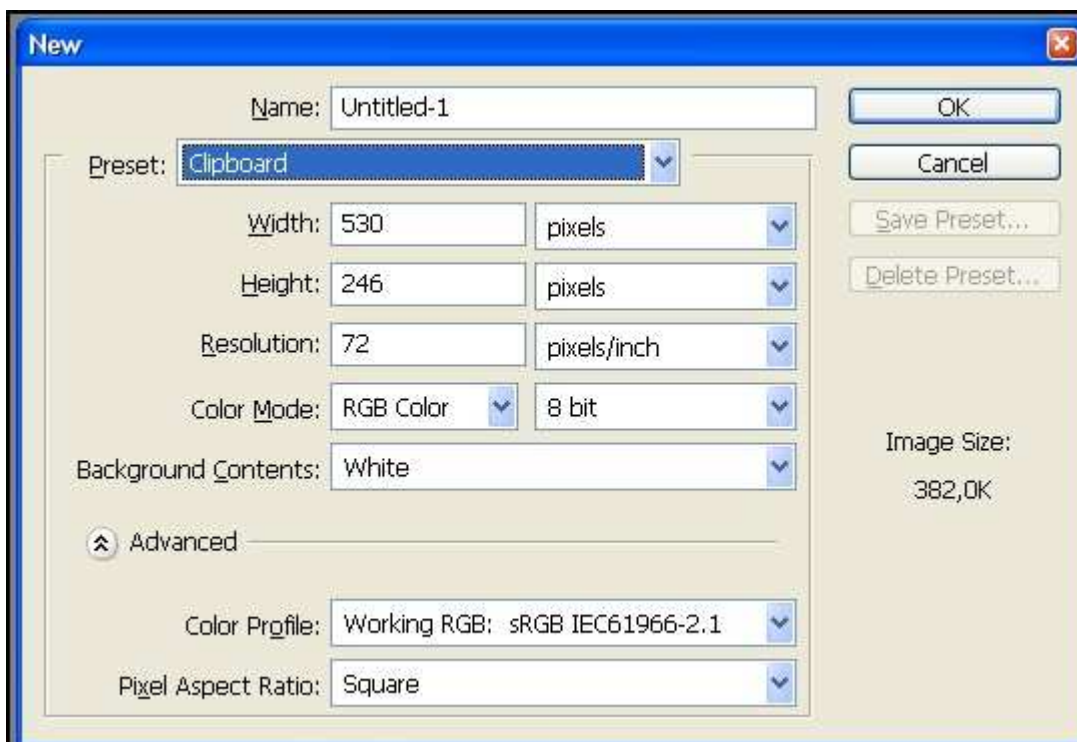 New
Name: Untitled-1
OK
Preset: Clipboard
Cancel
Width: 530 pixels
Save Preset...
Height: 246 pixels
Delete Preset...
Resolution: 72 pixels/inch
Color Mode: RGB Color 8 bit
Background Contents: White
Image Size:
382,0K
Advanced
Color Profile: Working RGB: sRGB IEC61966-2.1
Pixel Aspect Ratio: Square